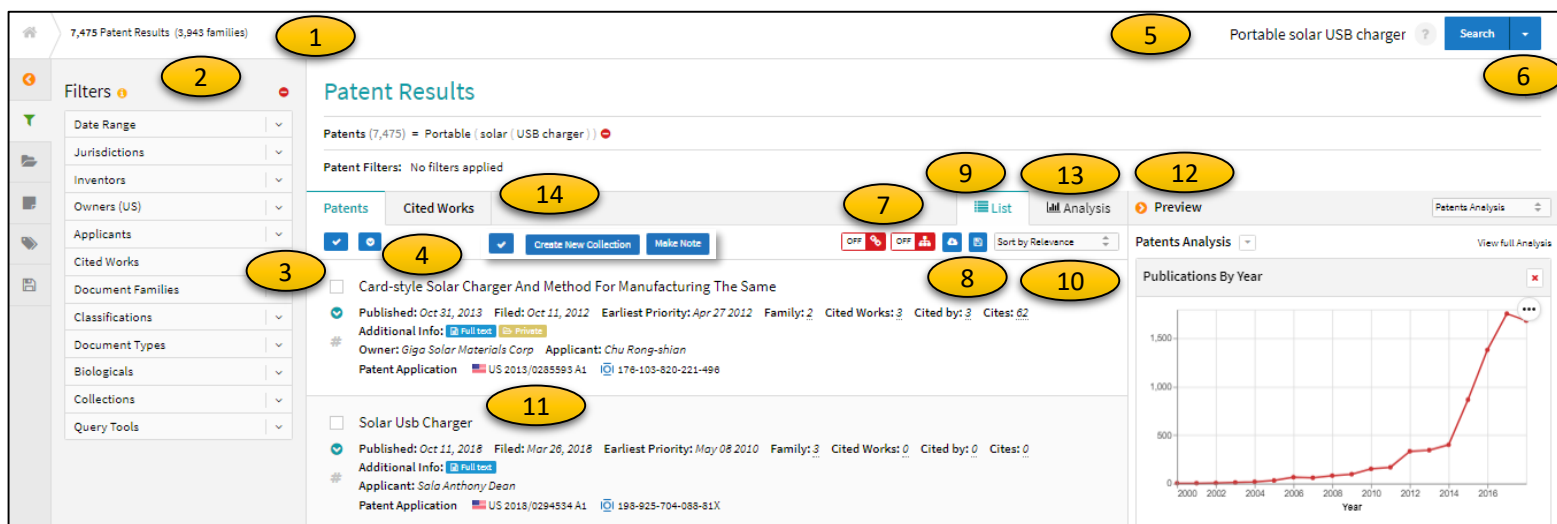 7,475 Patent Results (3,943 families)
1
5
Portable solar USB charger ? Search
6
Filters
2
Date Range
Jurisdictions
Inventors
Owners (US)
Applicants
Cited Works
Document Families
Classifications
Document Types
Biologicals
Collections
Query Tools
3
Patent Results
Patents (7,475) = Portable ( solar ( USB charger ) )
Patent Filters: No filters applied
Patents
Cited Works
14
7
9
List
13
Analysis
4
Create New Collection
Make Note
OFF
OFF
Sort by Relevance
8
10
Card-style Solar Charger And Method For Manufacturing The Same
Published: Oct 31, 2013 Filed: Oct 11, 2012 Earliest Priority: Apr 27 2012 Family: 2 Cited Works: 3 Cited by: 3 Cites: 62
Additional Info: Full text Private
# Owner: Giga Solar Materials Corp Applicant: Chu Rong-shian
Patent Application US 2013/0285593 A1 176-103-820-221-496
11
Solar Usb Charger
Published: Oct 11, 2018 Filed: Mar 26, 2018 Earliest Priority: May 08 2010 Family: 3 Cited Works: 0 Cited by: 0 Cites: 0
Additional Info: Full text
# Applicant: Sala Anthony Dean
Patent Application US 2018/0294534 A1 198-925-704-088-81X
12
Preview
Patents Analysis
Patents Analysis
View full Analysis
Publications By Year
1,500
1,000
500
0
2000 2002 2004 2006 2008 2010 2012 2014 2016
Year